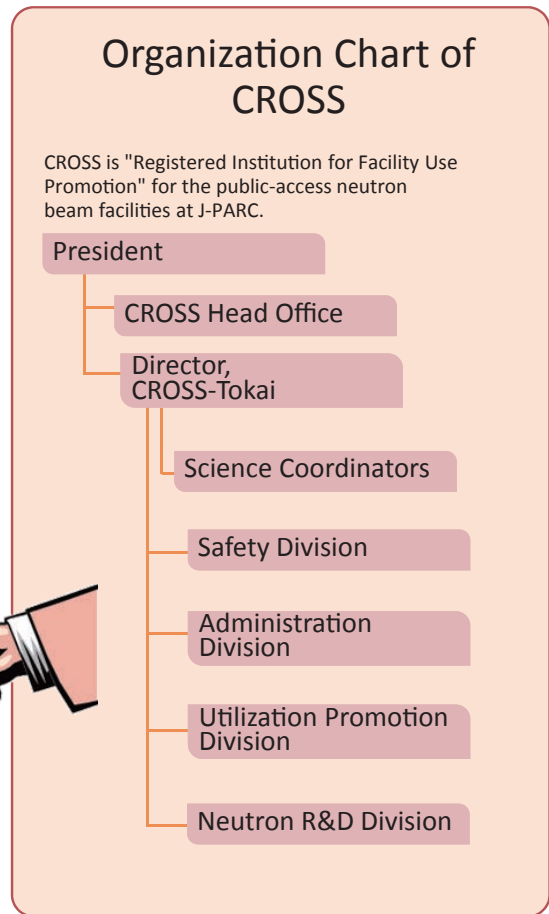 Organization Chart of
CROSS
CROSS is "Registered Institution for Facility Use
Promotion" for the public-access neutron
beam facilities at J-PARC.
President
CROSS Head Office
Director,
CROSS-Tokai
Science Coordinators
Safety Division
Administration
Division
Utilization Promotion
Division
Neutron R&D Division